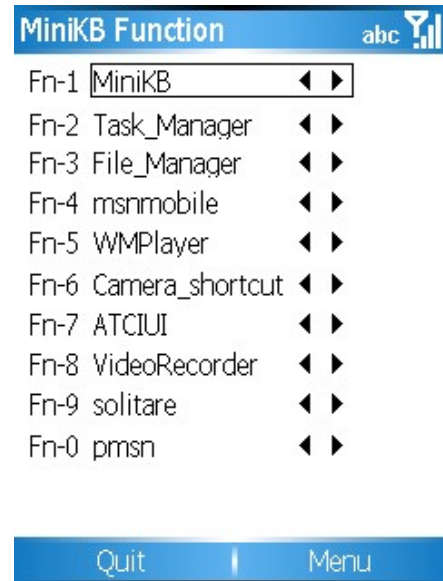 MiniKB Function abc
Fn-1 MiniKB
Fn-2 Task_Manager
Fn-3 File_Manager
Fn-4 msnmobile
Fn-5 WMPlayer
Fn-6 Camera_shortcut
Fn-7 ATCIUI
Fn-8 VideoRecorder
Fn-9 solitare
Fn-0 pmsn
Quit Menu